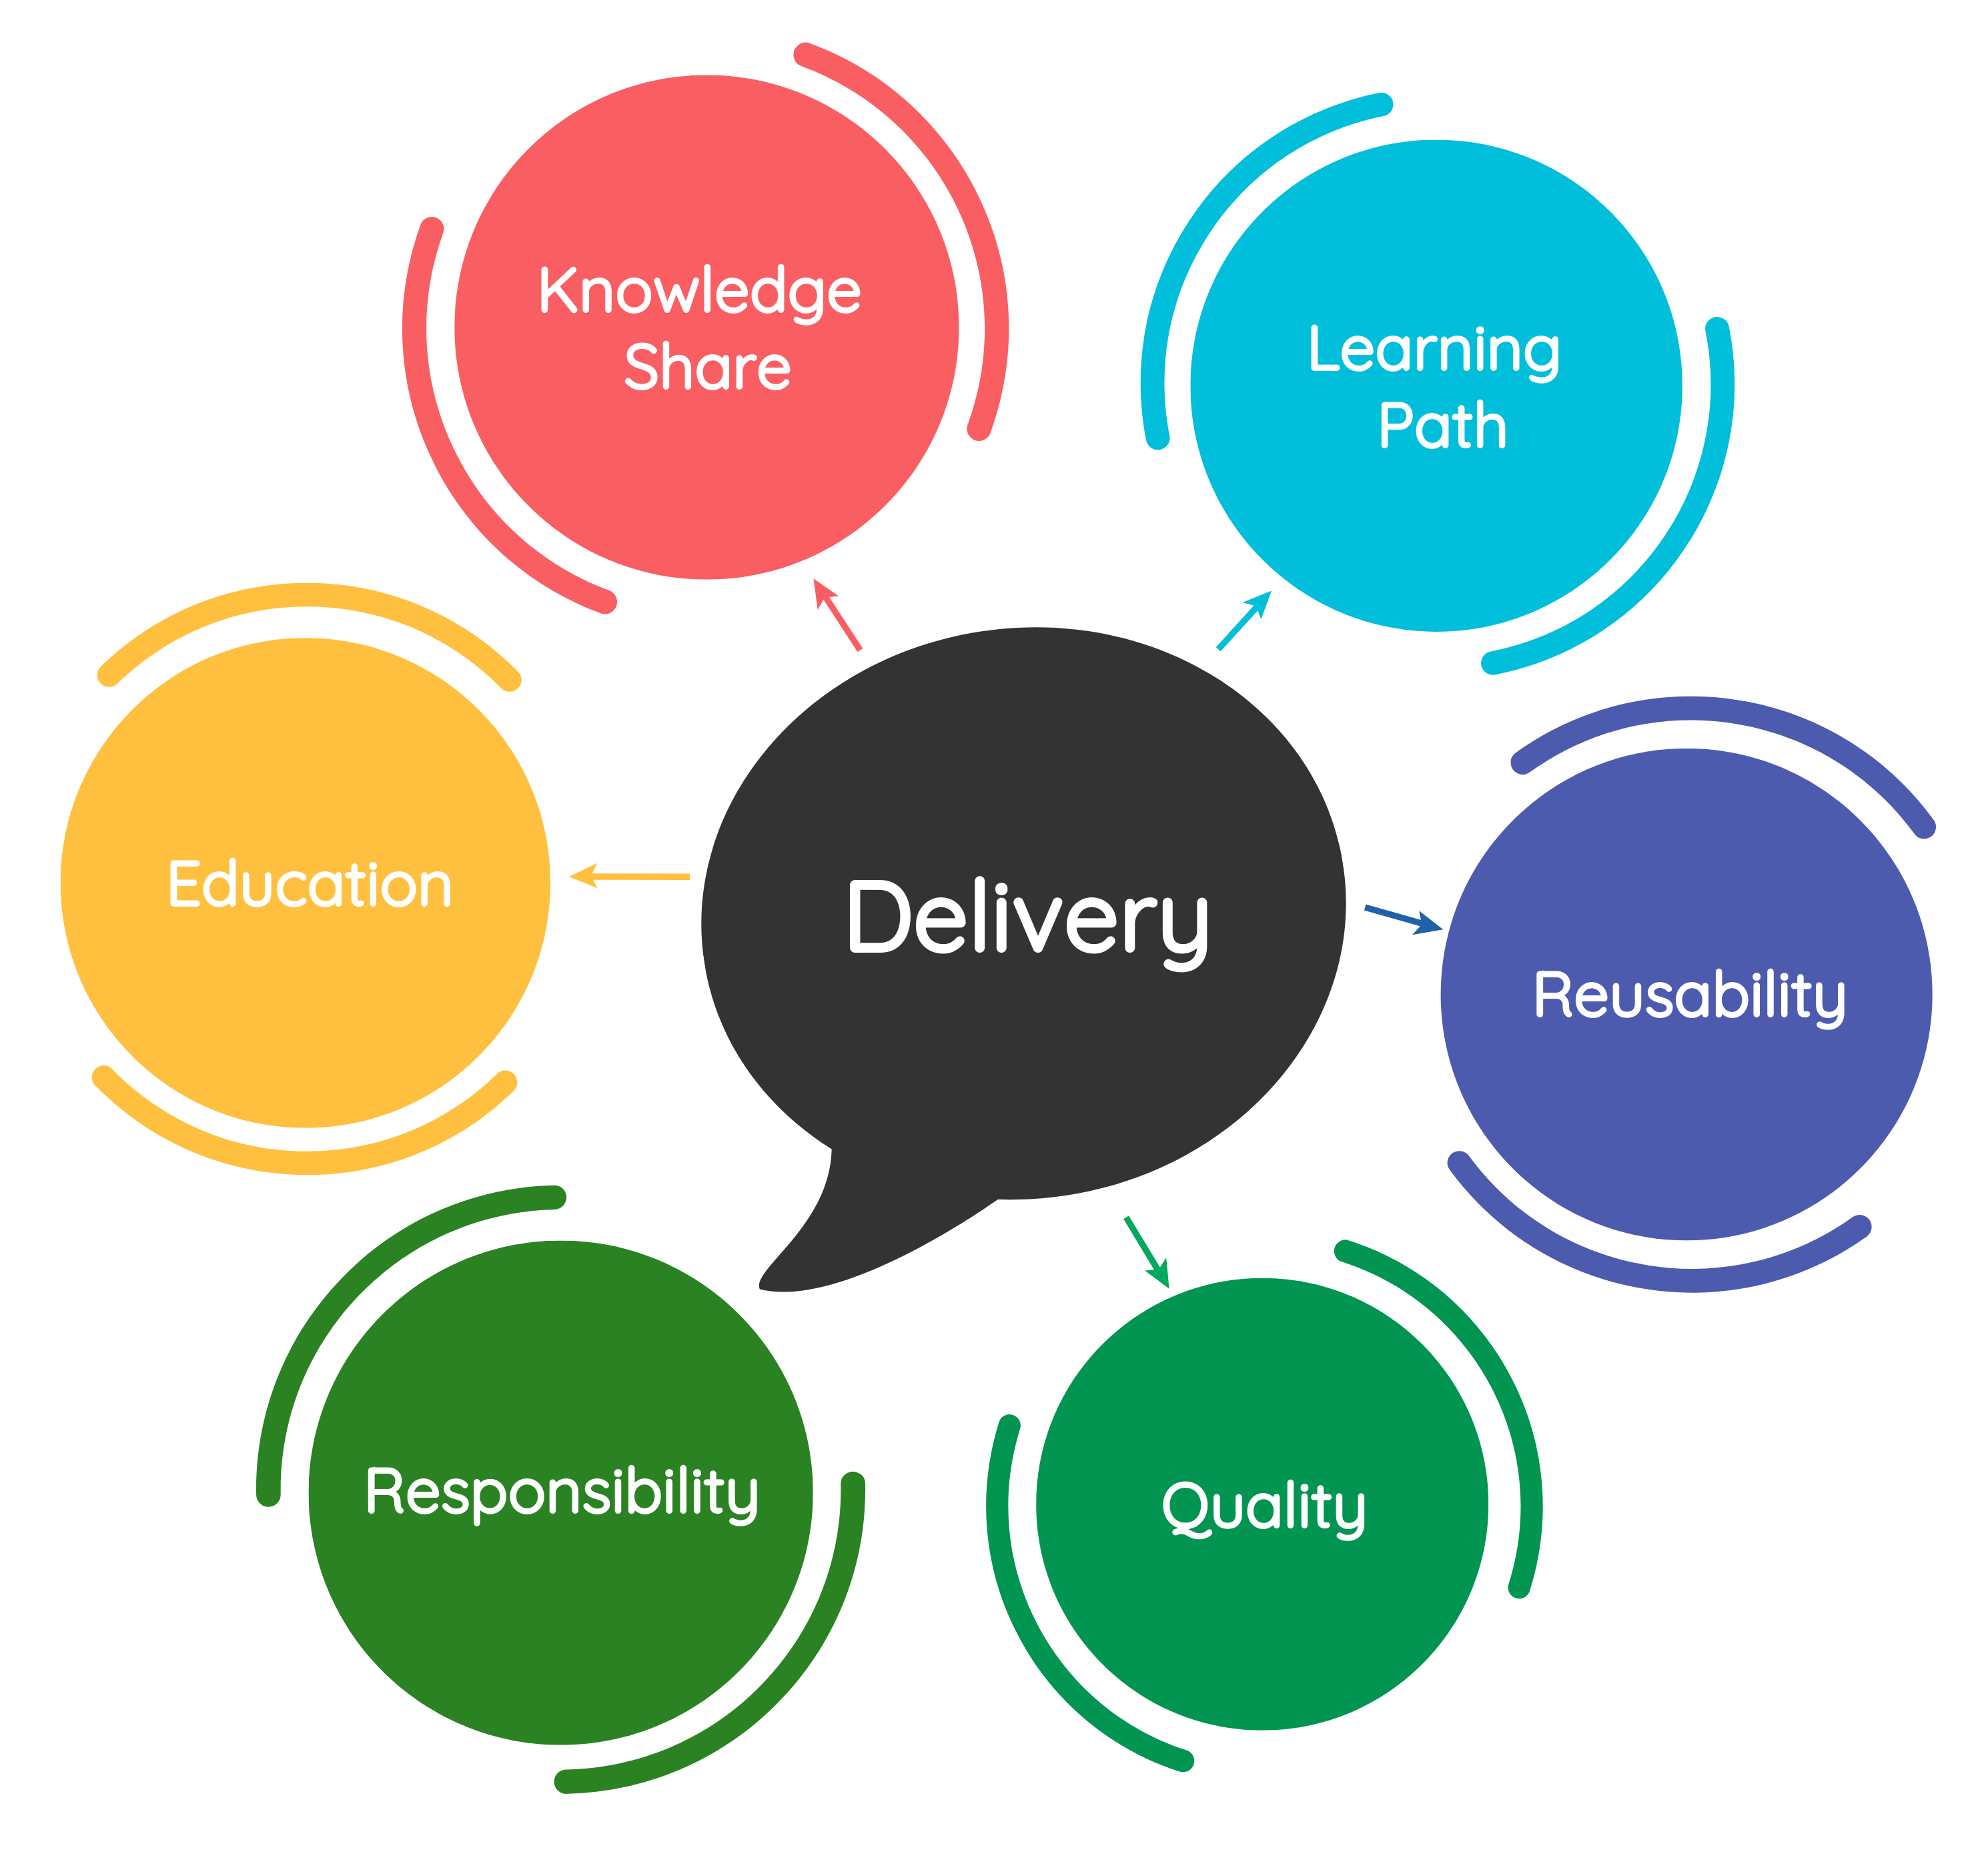 Knowledge
Share
Learning
Path
Education
Delivery
Reusability
Responsibility
Quality